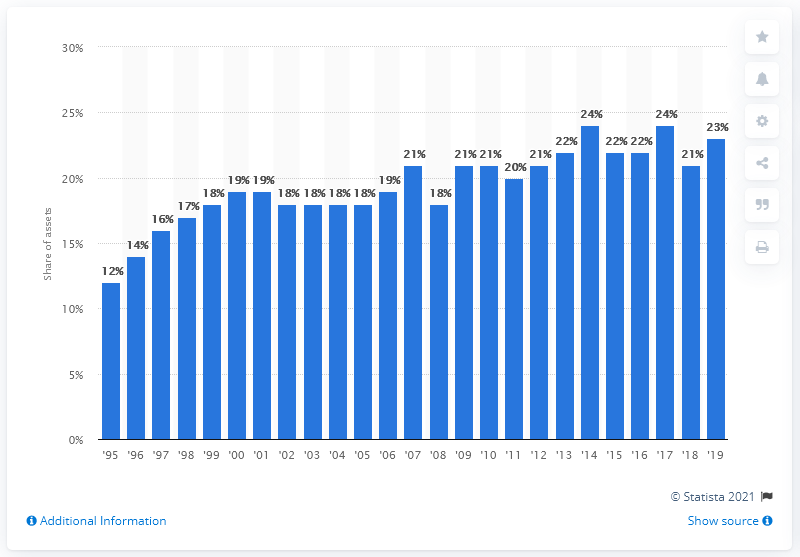 30%
25%
20%
15%
10%
5%
0%
Share of assets
12% 14% 16% 17% 18% 19% 19% 18% 18% 18% 18% 19% 21% 18% 21% 21% 20% 21% 22% 24% 22% 22% 24% 21% 23%
'95 '96 '97 '98 '99 '00 '01 '02 '03 '04 '05 '06 '07 '08 '09 '10 '11 '12 '13 '14 '15 '16 '17 '18 '19
© Statista 2021
Additional Information
Show source